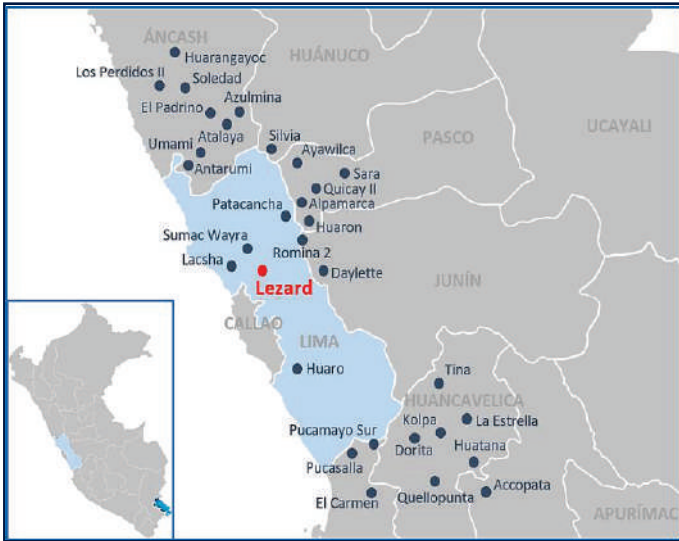 ÁNCASH
HUÁNUCO
Huarangayoc
Los Perdidos II
Soledad
Azulmina
El Padrino
Atalaya
Silvia
PASCO
UCAYALI
Umami
Ayawilca
Antarumi
Sara
Quicay II
Alpamarca
Patacancha
Huaron
Sumac Wayra
Romina 2
Lacsha
Daylette
Lezard
JUNÍN
CALLAO
LIMA
Huaro
Tina
HUANCAVELICA
Kolpa
La Estrella
Pucamayo Sur
Dorita
Huatana
Pucasalla
El Carmen
Quellopunta
Accopata
APURÍMAC